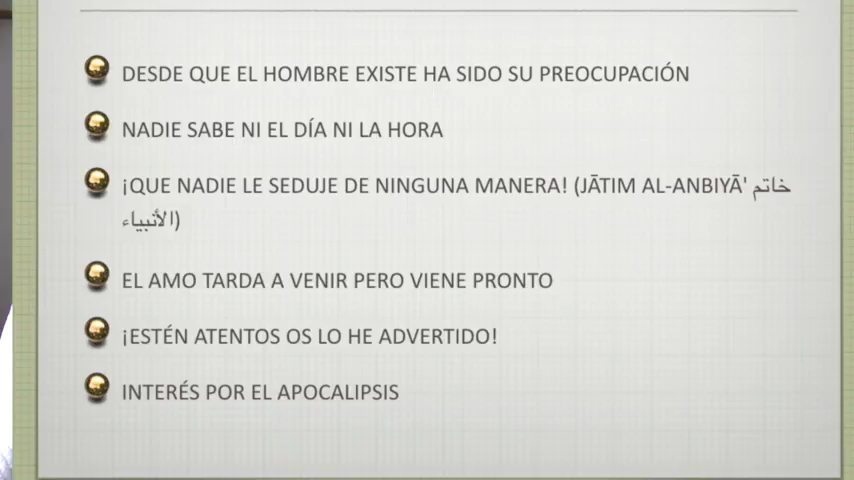 DESDE QUE EL HOMBRE EXISTE HA SIDO SU PREOCUPACIÓN
NADIE SABE NI EL DÍA NI LA HORA
¡QUE NADIE LE SEDUJE DE NINGUNA MANERA! (JĀTIM AL-ANBIYĀ' خاتم
الأنبياء)
EL AMO TARDA A VENIR PERO VIENE PRONTO
¡ESTÉN ATENTOS OS LO HE ADVERTIDO!
INTERÉS POR EL APOCALIPSIS